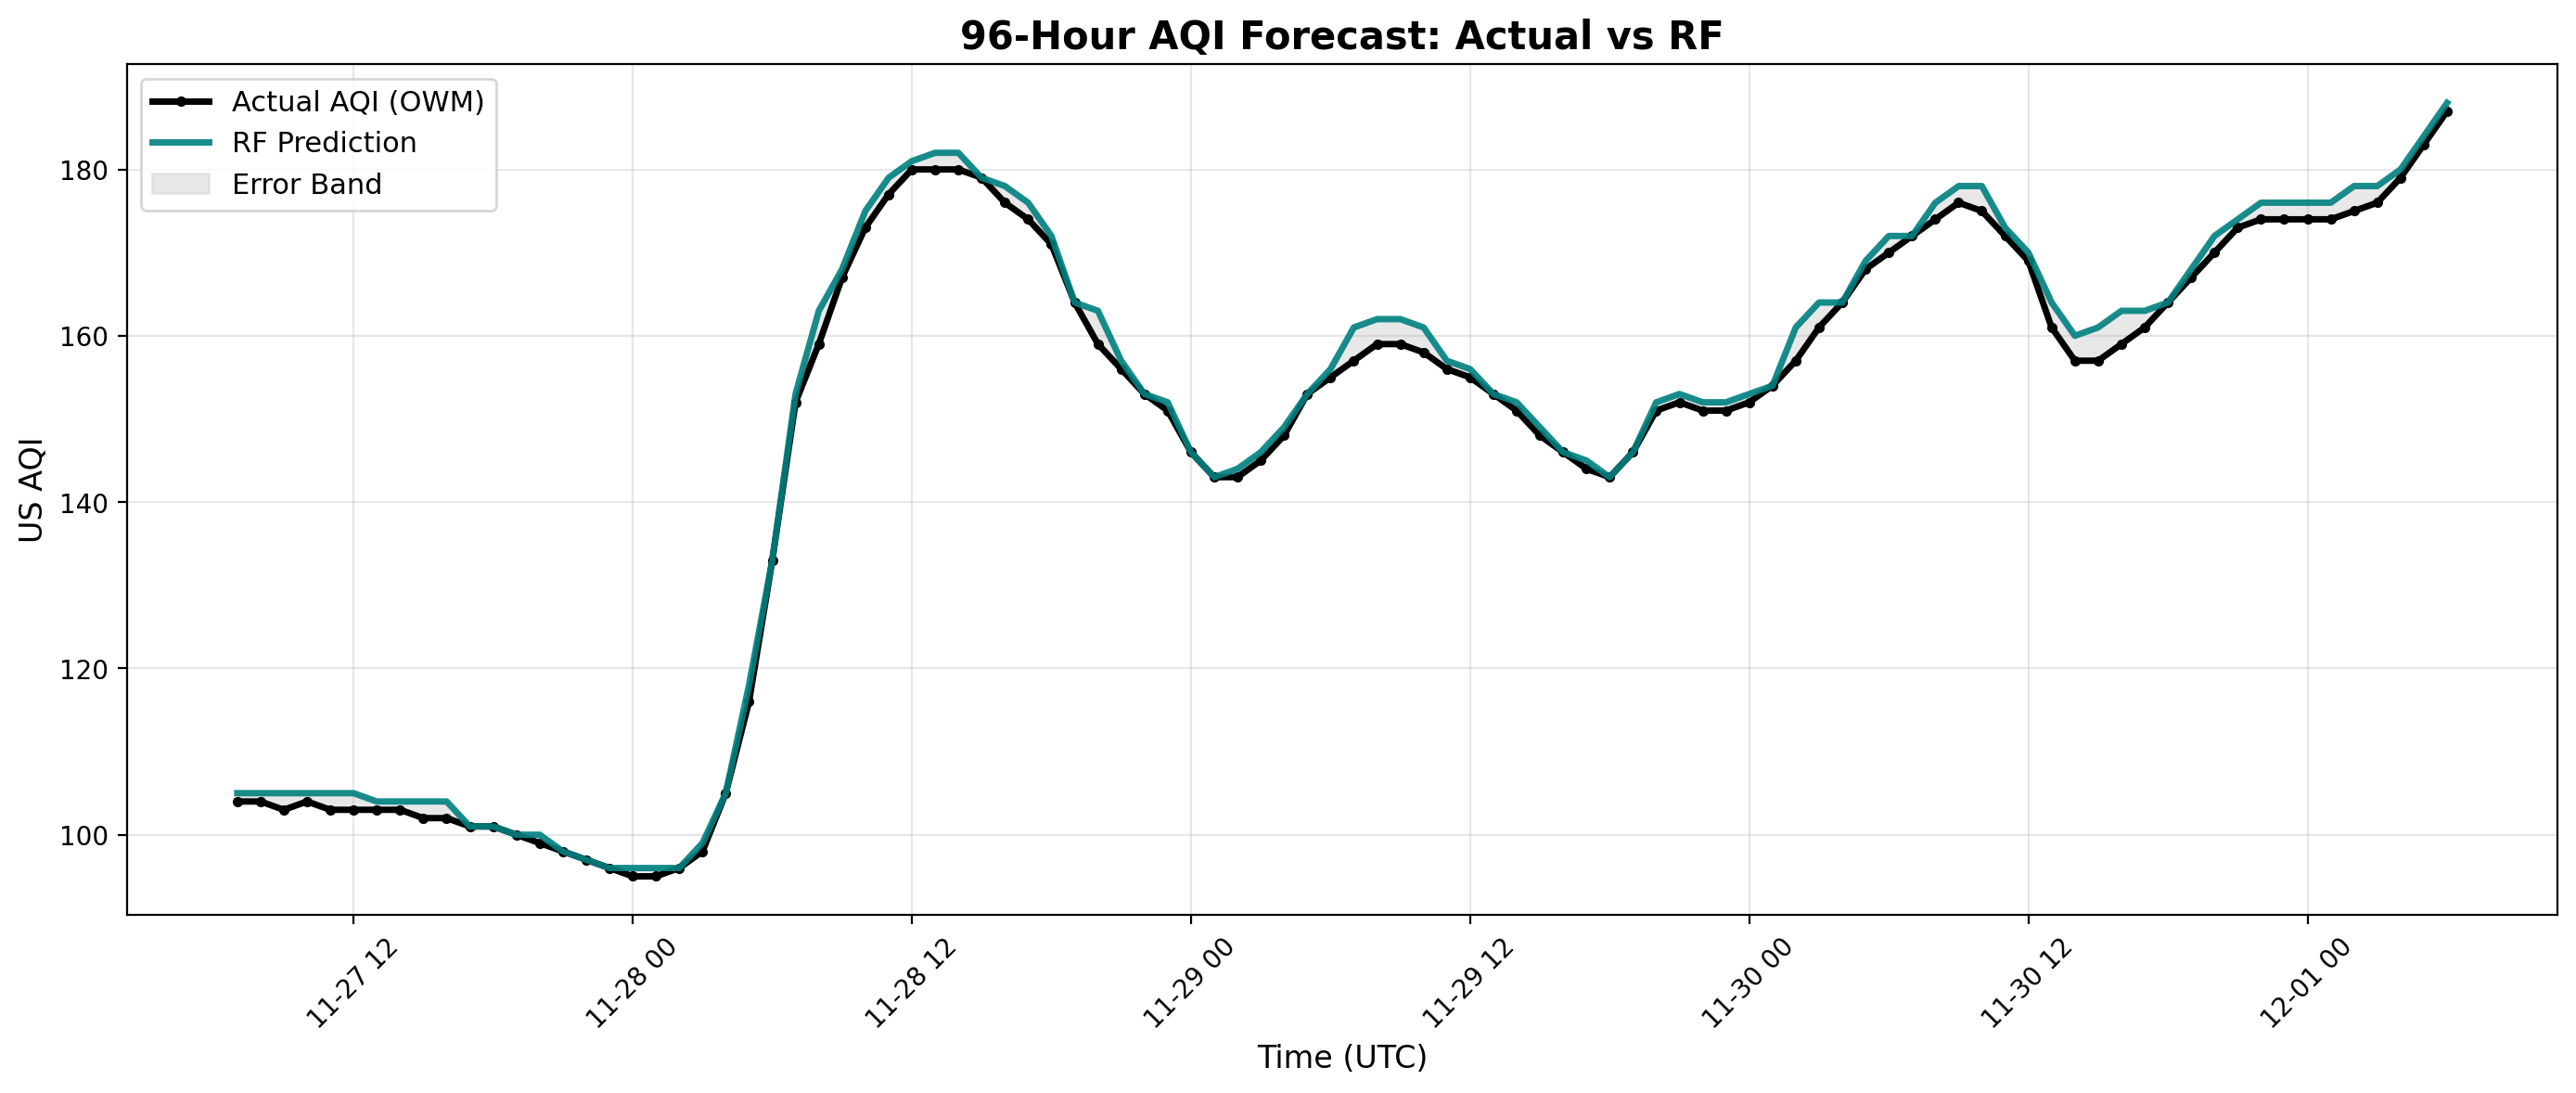 96-Hour AQI Forecast: Actual vs RF
Actual AQI (OWM)
RF Prediction
Error Band
US AQI
180
160
140
120
100
11-27 12
11-28 00
11-28 12
11-29 00
11-29 12
11-30 00
11-30 12
12-01 00
Time (UTC)